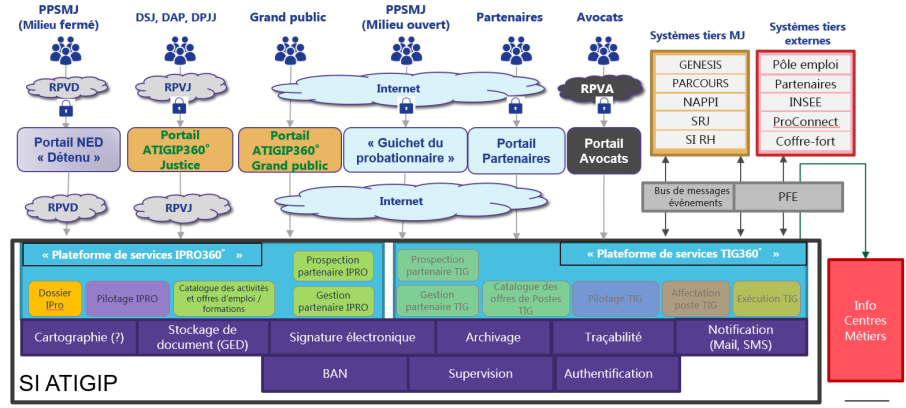 PPSMJ
(Milieu fermé)
DSJ, DAP, DPJJ
Grand public
PPSMJ
(Milieu ouvert)
Partenaires
Avocats
Systèmes tiers MJ
Systèmes tiers
externes
RPVD
RPVJ
Internet
RPVA
GENESIS
PARCOURS
NAPPI
SRJ
SI RH
Pôle emploi
Partenaires
INSEE
ProConnect
Coffre-fort
Portail NED
« Détenu »
Portail
ATIGIP360°
Justice
Portail
ATIGIP360°
Grand public
« Guichet du
probationnaire »
Portail
Partenaires
Portail
Avocats
RPVD
RPVJ
Internet
Bus de messages
événements
PFE
« Plateforme de services IPRO360° »
« Plateforme de services TIG360° »
Prospection
partenaire IPRO
Prospection
partenaire TIG
Dossier
IPro
Pilotage IPRO
Catalogue des activités
et offres d'emploi /
formations
Gestion
partenaire IPRO
Gestion
partenaire TIG
Catalogue des
offres de Postes
TIG
Pilotage TIG
Affectation
poste TIG
Exécution TIG
Info
Centres
Métiers
Cartographie (?)
Stockage de
document (GED)
Signature électronique
Archivage
Traçabilité
Notification
(Mail, SMS)
BAN
Supervision
Authentification
SI ATIGIP